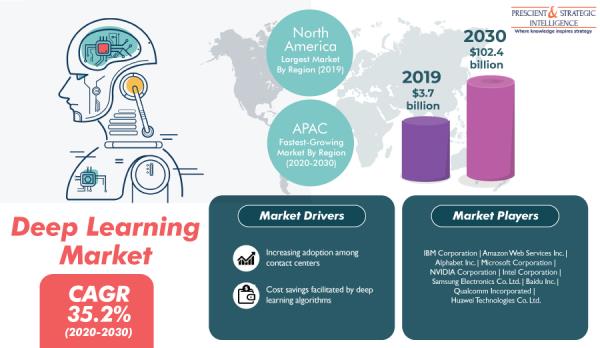 PRESCIENT & STRATEGIC
INTELLIGENCE
Where knowledge inspires strategy
North
America
Largest Market
By Region (2019)
APAC
Fastest-Growing
Market By Region
(2020-2030)
2019
$3.7
billion
2030
$102.4
billion
Deep Learning
Market
CAGR
35.2%
(2020-2030)
Market Drivers
Increasing adoption among
contact centers
Cost savings facilitated by deep
learning algorithms
Market Players
IBM Corporation | Amazon Web Services Inc. |
Alphabet Inc. | Microsoft Corporation |
NVIDIA Corporation | Intel Corporation |
Samsung Electronics Co. Ltd. | Baidu Inc. |
Qualcomm Incorporated |
Huawei Technologies Co. Ltd.